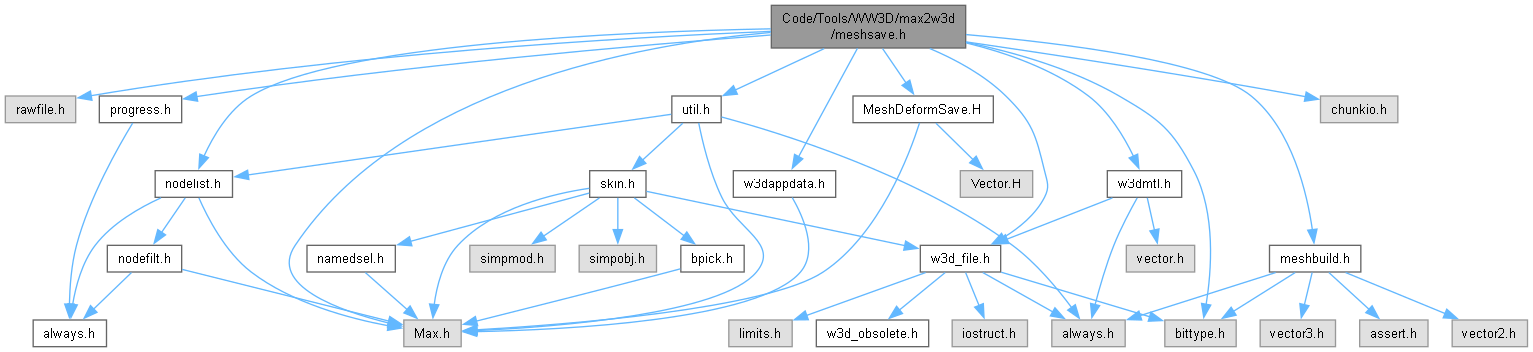 Code/Tools/WW3D/max2w3d
/meshsave.h
rawfile.h
progress.h
util.h
MeshDeformSave.H
chunkio.h
nodelist.h
skin.h
w3dappdata.h
Vector.H
w3dmtl.h
nodefilt.h
namedsel.h
simpmod.h
simpobj.h
bpick.h
w3d_file.h
vector.h
meshbuild.h
always.h
Max.h
limits.h
w3d_obsolete.h
iostruct.h
always.h
bittype.h
vector3.h
assert.h
vector2.h